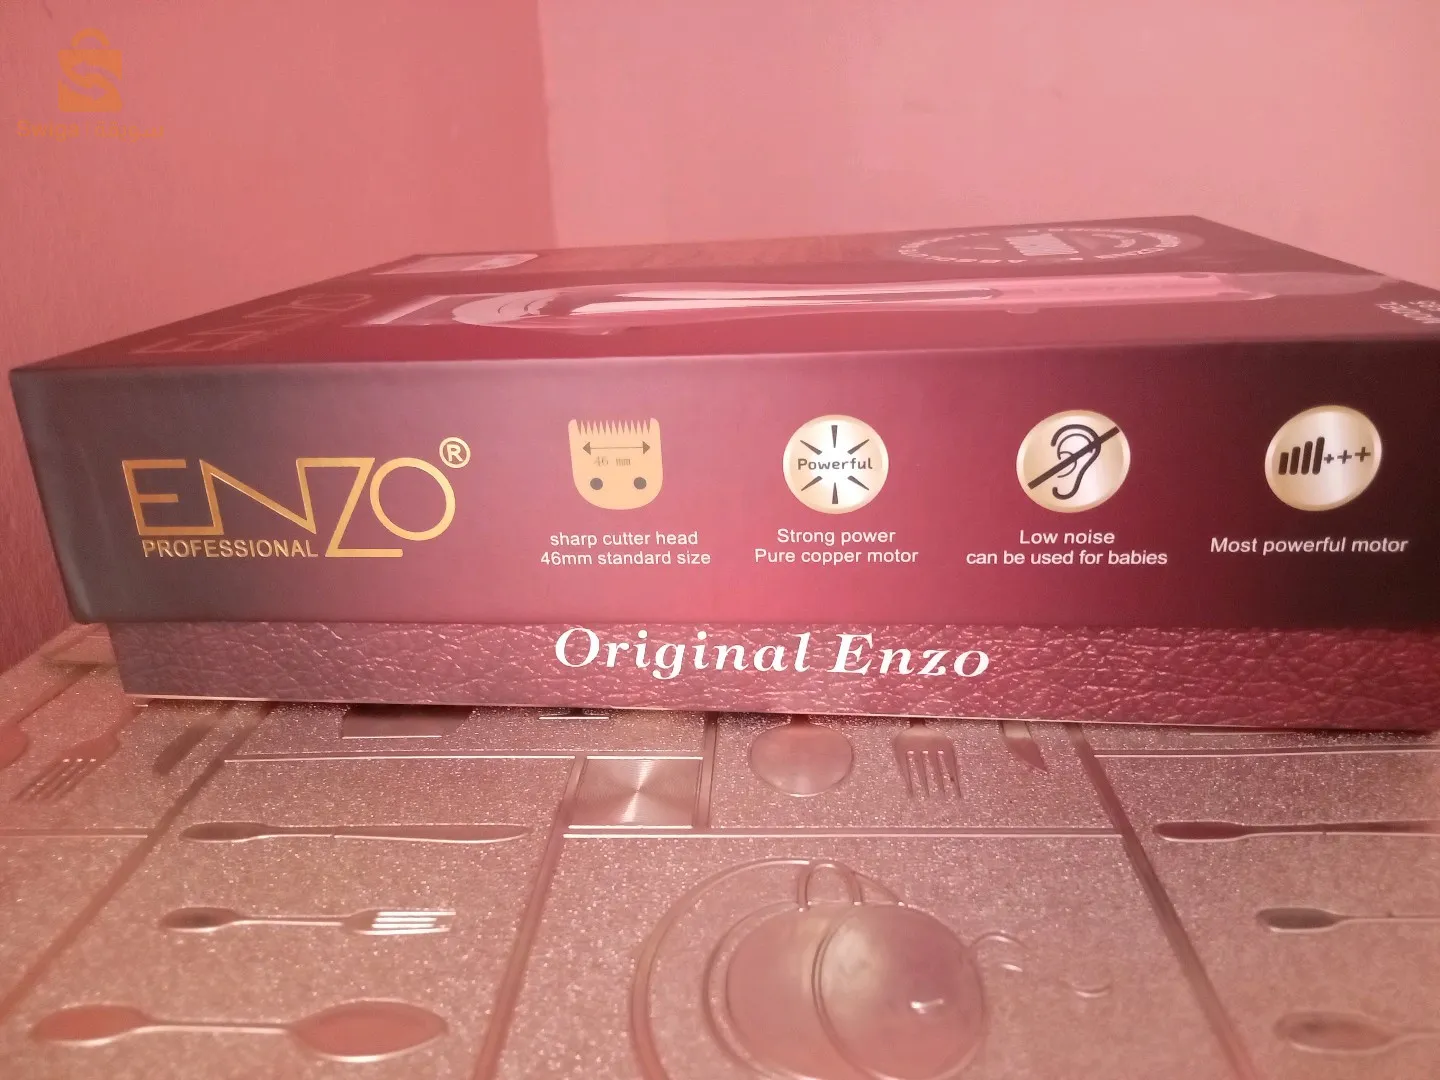 ENZO®
PROFESSIONAL
46 mm
sharp cutter head
46mm standard size
Powerful
Strong power
Pure copper motor
Low noise
can be used for babies
+++
Most powerful motor
Original Enzo